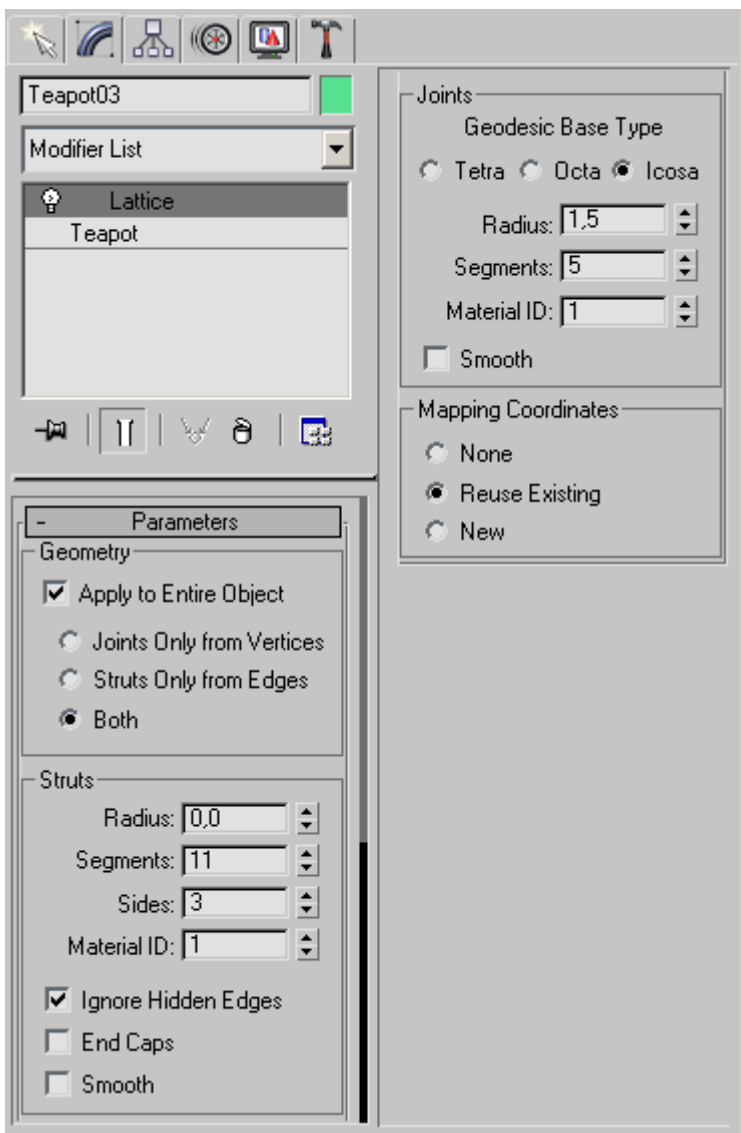 Teapot03
Modifier List
Lattice
Teapot
- Parameters
Geometry
Apply to Entire Object
Joints Only from Vertices
Struts Only from Edges
Both
Struts
Radius: 0,0
Segments: 11
Sides: 3
Material ID: 1
Ignore Hidden Edges
End Caps
Smooth
Joints
Geodesic Base Type
Tetra Octa Icosa
Radius: 1,5
Segments: 5
Material ID: 1
Smooth
Mapping Coordinates
None
Reuse Existing
New